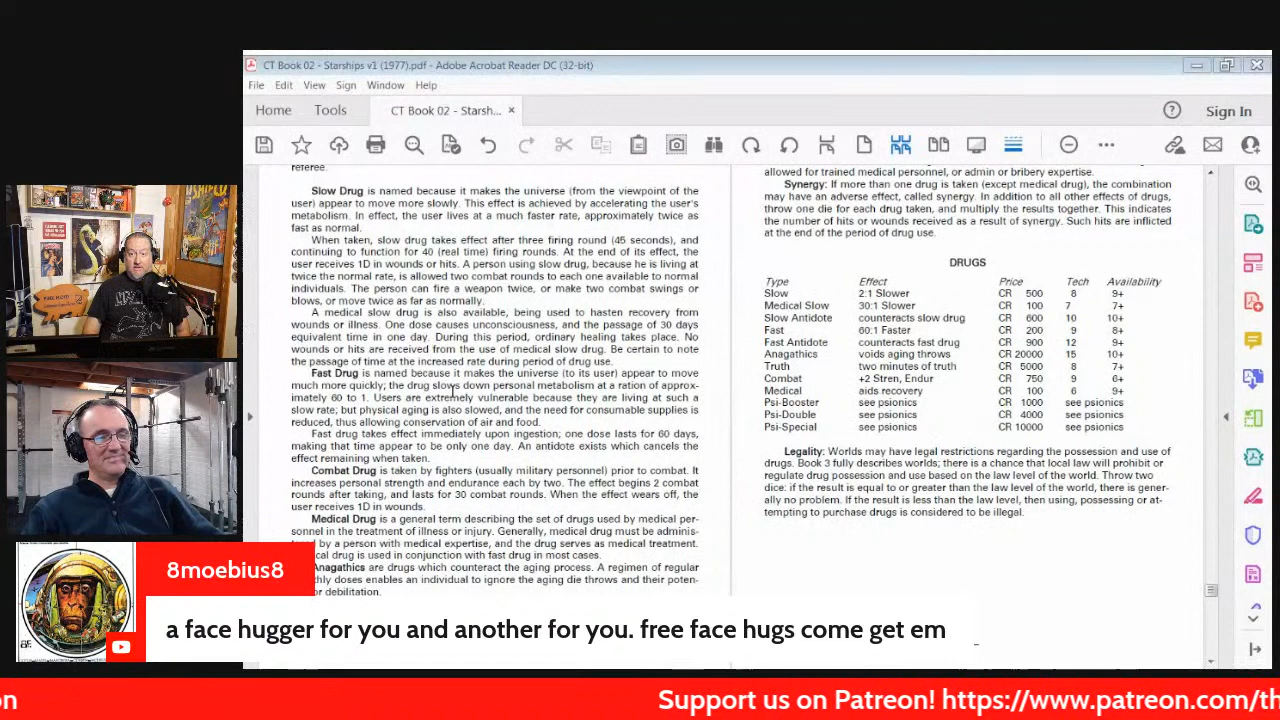 CT Book 02 - Starships v1 (1977).pdf - Adobe Acrobat Reader DC (32-bit)
File Edit View Sign Window Help
Home Tools CT Book 02 - Starsh... × Sign In
referee.
Slow Drug is named because it makes the universe (from the viewpoint of the
user) appear to move more slowly. This effect is achieved by accelerating the user's
metabolism. In effect, the user lives at a much faster rate, approximately twice as
fast as normal.
When taken, slow drug takes effect after three firing round (45 seconds), and
continuing to function for 40 (real time) firing rounds. At the end of its effect, the
user receives 1D in wounds or hits. A person using slow drug, because he is living at
twice the normal rate, is allowed two combat rounds to each one available to normal
individuals. The person can fire a weapon twice, or make two combat swings or
blows, or move twice as far as normally.
A medical slow drug is also available, being used to hasten recovery from
wounds or illness. One dose causes unconsciousness, and the passage of 30 days
equivalent time in one day. During this period, ordinary healing takes place. No
wounds or hits are received from the use of medical slow drug. Be certain to note
the passage of time at the increased rate during period of drug use.
Fast Drug is named because it makes the universe (to its user) appear to move
much more quickly; the drug slows down personal metabolism at a ration of approx-
imately 60 to 1. Users are extremely vulnerable because they are living at such a
slow rate; but physical aging is also slowed, and the need for consumable supplies is
reduced, thus allowing conservation of air and food.
Fast drug takes effect immediately upon ingestion; one dose lasts for 60 days,
making that time appear to be only one day. An antidote exists which cancels the
effect remaining when taken.
Combat Drug is taken by fighters (usually military personnel) prior to combat. It
increases personal strength and endurance each by two. The effect begins 2 combat
rounds after taking, and lasts for 30 combat rounds. When the effect wears off, the
user receives 1D in wounds.
Medical Drug is a general term describing the set of drugs used by medical per-
sonnel in the treatment of illness or injury. Generally, medical drug must be adminis-
by a person with medical expertise, and the drug serves as medical treatment.
drug is used in conjunction with fast drug in most cases.
Anagathics are drugs which counteract the aging process. A regimen of regular
doses enables an individual to ignore the aging die throws and their poten-
or debilitation.
allowed for trained medical personnel, or admin or bribery expertise.
Synergy: If more than one drug is taken (except medical drug), the combination
may have an adverse effect, called synergy. In addition to all other effects of drugs,
throw one die for each drug taken, and multiply the results together. This indicates
the number of hits or wounds received as a result of synergy. Such hits are inflicted
at the end of the period of drug use.
DRUGS
Type Effect Price Tech Availability
Slow 2:1 Slower CR 500 8 9+
Medical Slow 30:1 Slower CR 100 7 7+
Slow Antidote counteracts slow drug CR 600 10 10+
Fast 60:1 Faster CR 200 9 8+
Fast Antidote counteracts fast drug CR 900 12 9+
Anagathics voids aging throws CR 20000 15 10+
Truth two minutes of truth CR 5000 8 7+
Combat +2 Stren, Endur CR 750 9 6+
Medical aids recovery CR 100 6 9+
Psi-Booster see psionics CR 1000 see psionics
Psi-Double see psionics CR 4000 see psionics
Psi-Special see psionics CR 10000 see psionics
Legality: Worlds may have legal restrictions regarding the possession and use of
drugs. Book 3 fully describes worlds; there is a chance that local law will prohibit or
regulate drug possession and use based on the law level of the world. Throw two
dice: if the result is equal to or greater than the law level of the world, there is gener-
ally no problem. If the result is less than the law level, then using, possessing or at-
tempting to purchase drugs is considered to be illegal.
8moebius8
a face hugger for you and another for you. free face hugs come get em
on Support us on Patreon! https://www.patreon.com/th